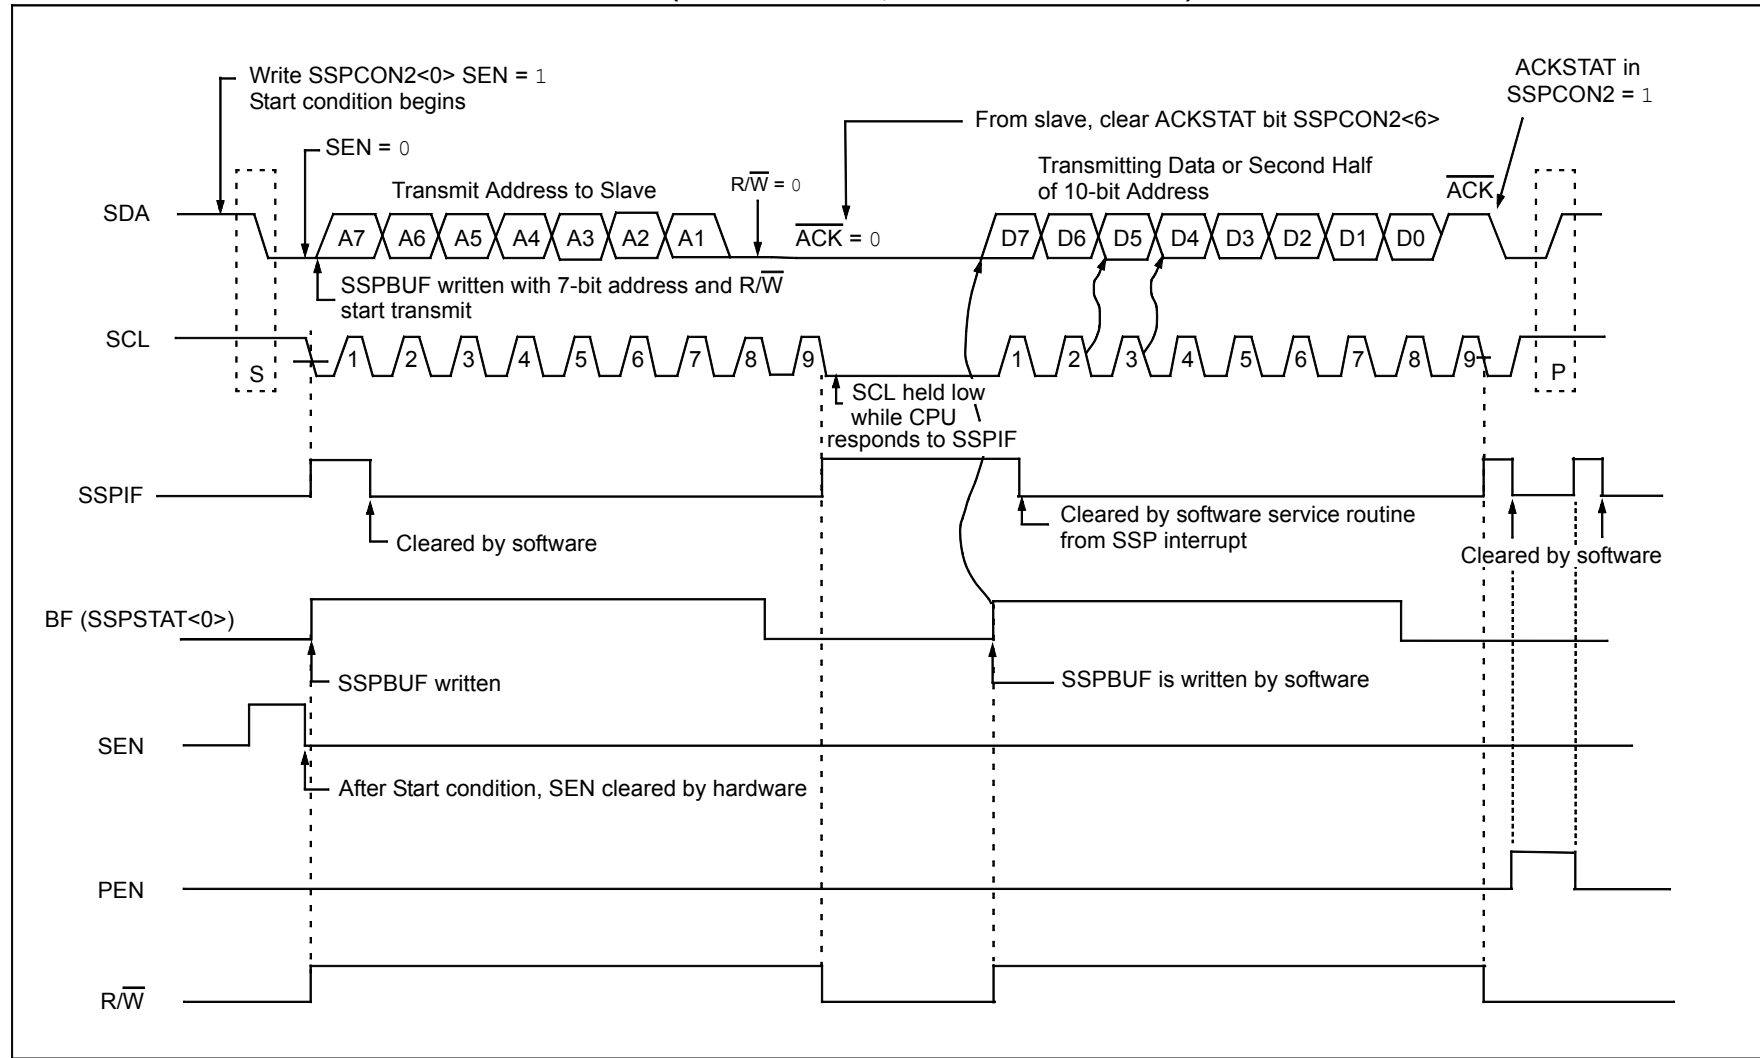 Write SSPCON2<0> SEN = 1
Start condition begins
ACKSTAT in
SSPCON2 = 1
From slave, clear ACKSTAT bit SSPCON2<6>
SEN = 0
Transmitting Data or Second Half
of 10-bit Address
Transmit Address to Slave
R/W̅ = 0
A̅C̅K̅
SDA
A7 A6 A5 A4 A3 A2 A1
A̅C̅K̅ = 0
D7 D6 D5 D4 D3 D2 D1 D0
SSPBUF written with 7-bit address and R/W̅
start transmit
SCL
1 2 3 4 5 6 7 8 9
1 2 3 4 5 6 7 8 9
S
P
SCL held low
while CPU
responds to SSPIF
SSPIF
Cleared by software
Cleared by software service routine
from SSP interrupt
Cleared by software
BF (SSPSTAT<0>)
SSPBUF written
SSPBUF is written by software
SEN
After Start condition, SEN cleared by hardware
PEN
R/W̅